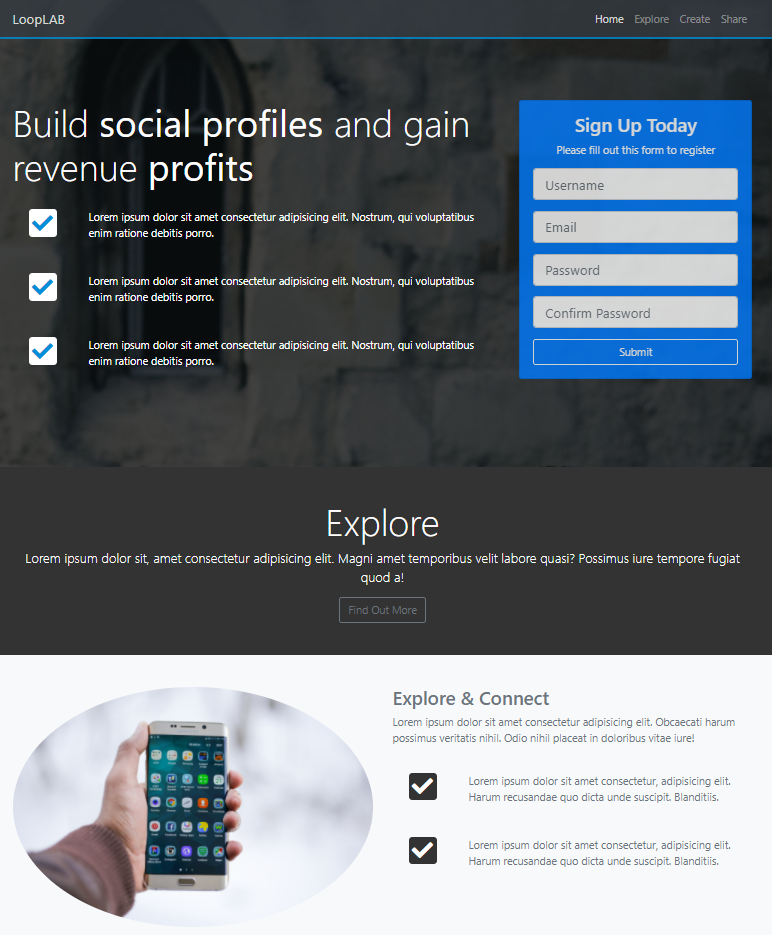 LoopLAB
Home Explore Create Share
Build social profiles and gain
revenue profits
Lorem ipsum dolor sit amet consectetur adipisicing elit. Nostrum, qui voluptatibus
enim ratione debitis porro.
Lorem ipsum dolor sit amet consectetur adipisicing elit. Nostrum, qui voluptatibus
enim ratione debitis porro.
Lorem ipsum dolor sit amet consectetur adipisicing elit. Nostrum, qui voluptatibus
enim ratione debitis porro.
Sign Up Today
Please fill out this form to register
Username
Email
Password
Confirm Password
Submit
Explore
Lorem ipsum dolor sit, amet consectetur adipisicing elit. Magni amet temporibus velit labore quasi? Possimus iure tempore fugiat
quod a!
Find Out More
Explore & Connect
Lorem ipsum dolor sit amet consectetur adipisicing elit. Obcaecati harum
possimus veritatis nihil. Odio nihil placeat in doloribus vitae iure!
Lorem ipsum dolor sit amet consectetur, adipisicing elit.
Harum recusandae quo dicta unde suscipit. Blanditiis.
Lorem ipsum dolor sit amet consectetur, adipisicing elit.
Harum recusandae quo dicta unde suscipit. Blanditiis.